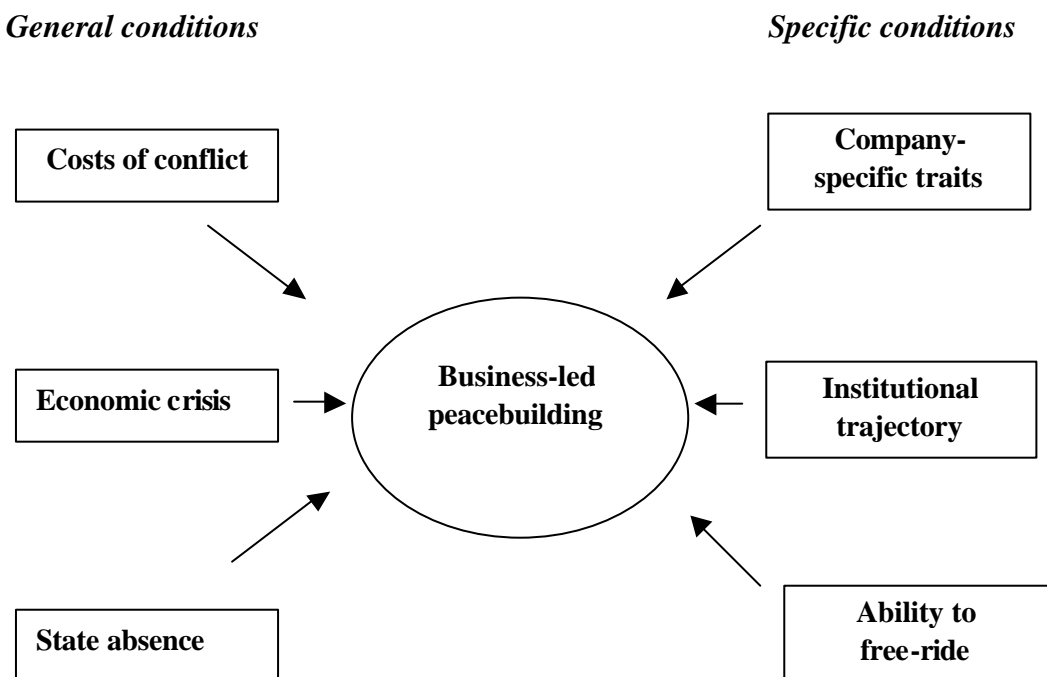 General conditions
Specific conditions
Costs of conflict
Company-
specific traits
Economic crisis
Business-led
peacebuilding
Institutional
trajectory
State absence
Ability to
free-ride